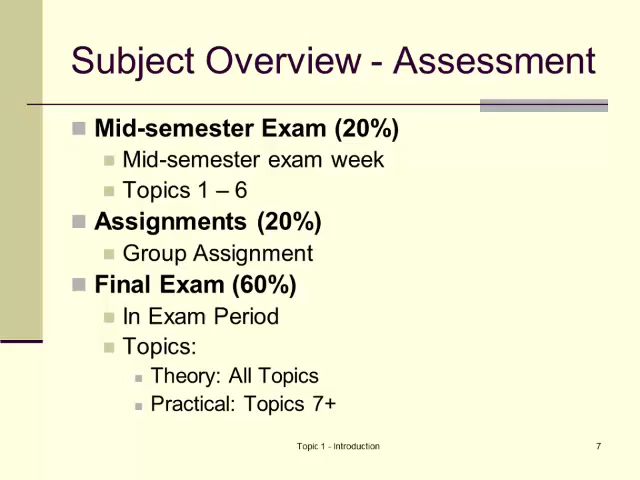 Subject Overview - Assessment
Mid-semester Exam (20%)
Mid-semester exam week
Topics 1 – 6
Assignments (20%)
Group Assignment
Final Exam (60%)
In Exam Period
Topics:
Theory: All Topics
Practical: Topics 7+
Topic 1 - Introduction
7